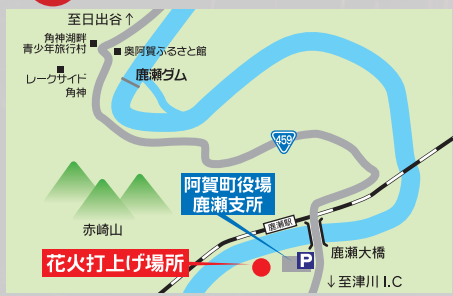 至日出谷↑
角神湖畔
青少年旅行村
奥阿賀ふるさと館
レークサイド
角神
鹿瀬ダム
459
阿賀町役場
鹿瀬支所
赤崎山
鹿瀬駅
花火打上げ場所
P
鹿瀬大橋
↓至津川I.C